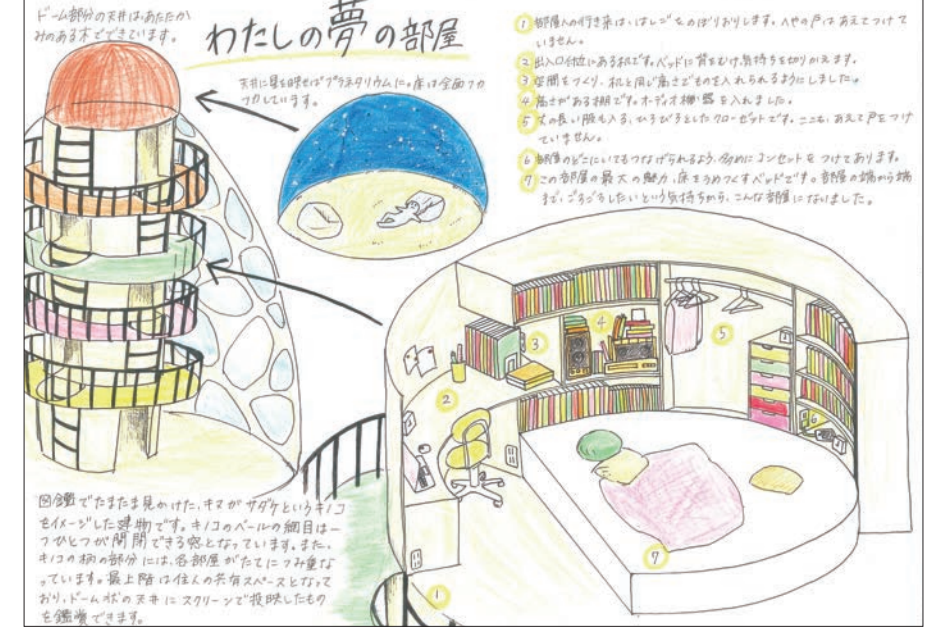 わたしの夢の部屋
ドーム部分の天井は、あたたか
みのある木でできています。
天井に星を映せばプラネタリウムに。床は全面フカ
フカしています。
1 部屋への行き来は、はしごをのぼりおりします。へやの戸はあえてつけて
いません。
2 出入口付近にある机です。ベッドに背をむけ、気持ちを切りかえます。
3 空間をつくり、机と同じ高さでものを入れられるようにしました。
4 高さがある棚です。オーディオ機器を入れました。
5 丈の長い服も入る、ひろびろとしたクローゼットです。ここも、あえて戸をつけ
ていません。
6 部屋のどこにいてもつなげられるよう、多めにコンセントをつけてあります。
7 この部屋の最大の魅力、床をうめつくすベッドです。部屋の端から端
まで、ごろごろしたいという気持ちから、こんな部屋になりました。
3
4
5
2
6
7
1
図鑑でたまたま見かけた、キヌガサダケというキノコ
をイメージした建物です。キノコのベールの網目は一
つひとつが開閉できる窓となっています。また、
キノコの柄の部分には、各部屋がたてにつみ重な
っています。最上階は住人の共有スペースとなって
おり、ドーム状の天井にスクリーンで投映したもの
を鑑賞できます。